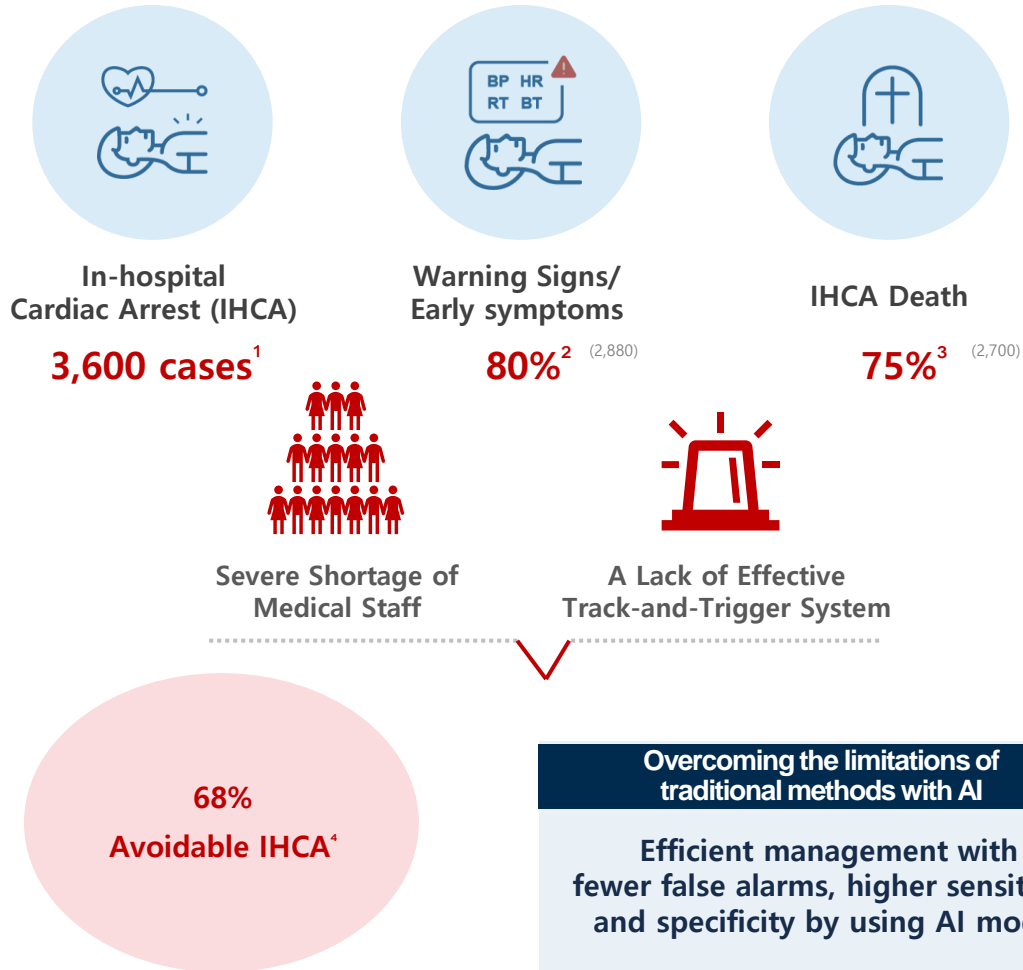 BP HR
RT BT
In-hospital
Cardiac Arrest (IHCA)
3,600 cases¹
Warning Signs/
Early symptoms
80%² (2,880)
IHCA Death
75%³ (2,700)
Severe Shortage of
Medical Staff
A Lack of Effective
Track-and-Trigger System
68%
Avoidable IHCA⁴
Overcoming the limitations of
traditional methods with AI
Efficient management with
fewer false alarms, higher
and specificity by using AI